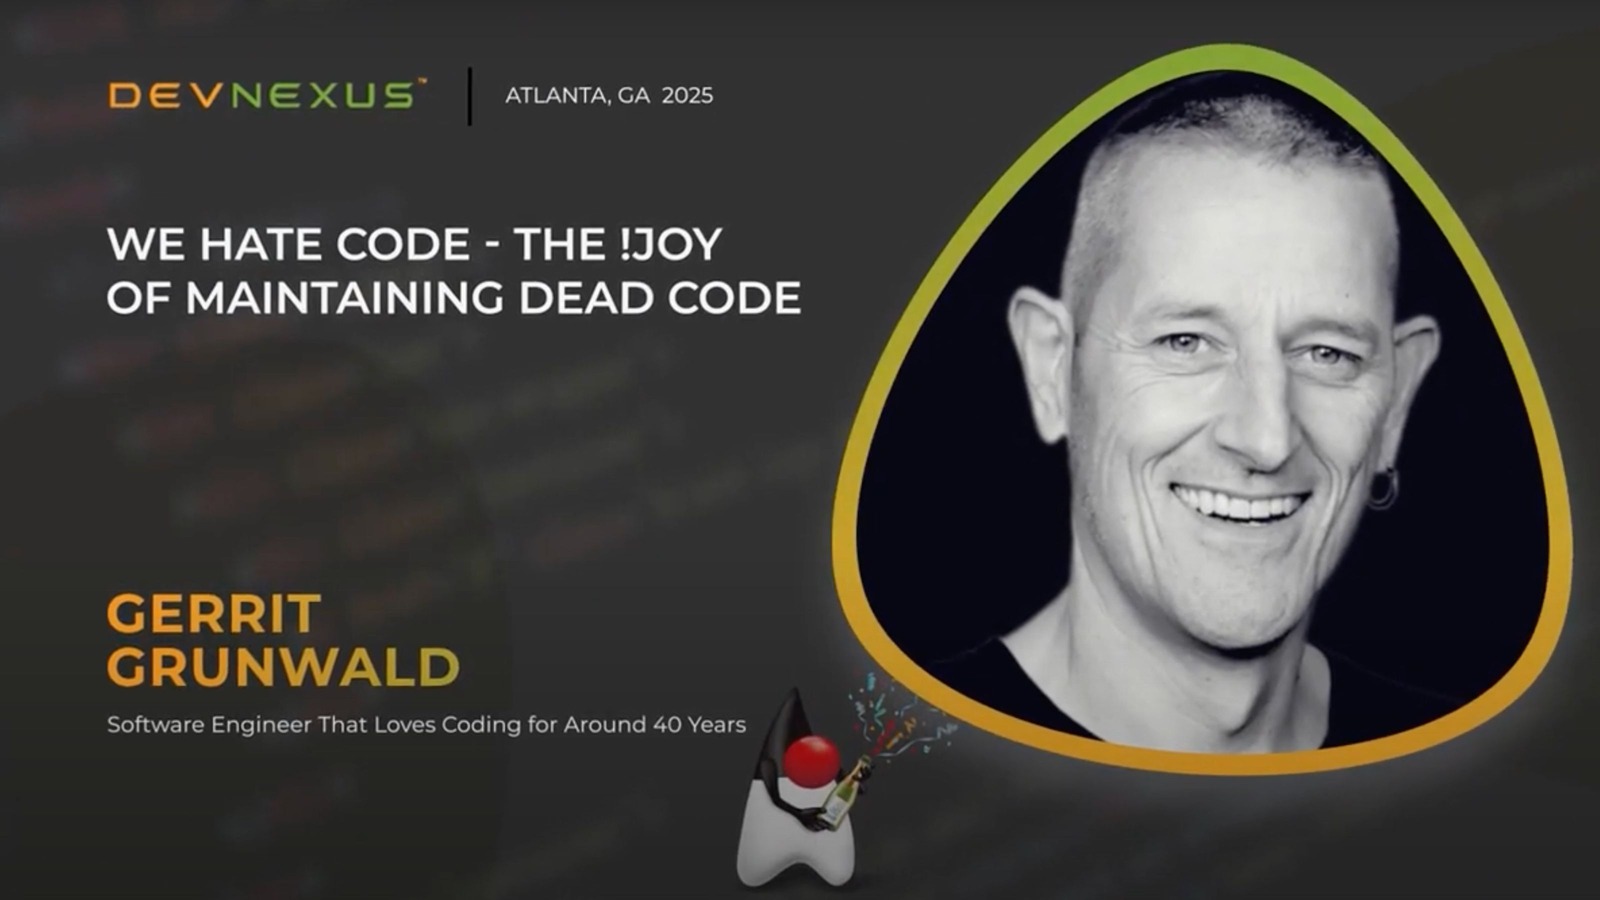 DEVNEXUS™
ATLANTA, GA 2025
WE HATE CODE - THE !JOY
OF MAINTAINING DEAD CODE
GERRIT
GRUNWALD
Software Engineer That Loves Coding for Around 40 Years